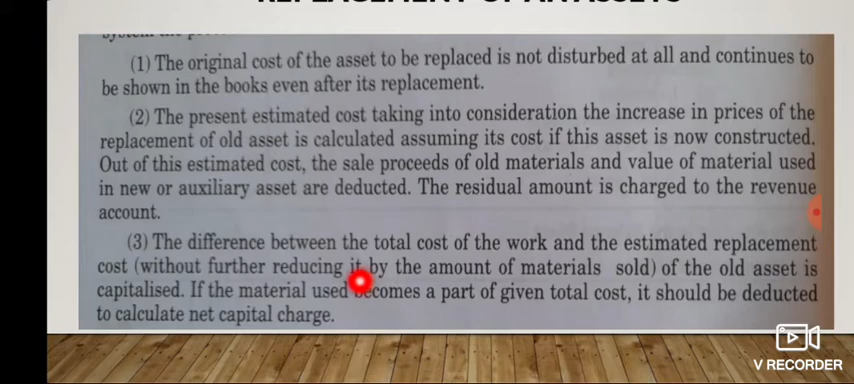 REPLACEMENT OF AN ASSETS
(1) The original cost of the asset to be replaced is not disturbed at all and continues to
be shown in the books even after its replacement.
(2) The present estimated cost taking into consideration the increase in prices of the
replacement of old asset is calculated assuming its cost if this asset is now constructed.
Out of this estimated cost, the sale proceeds of old materials and value of material used
in new or auxiliary asset are deducted. The residual amount is charged to the revenue
account.
(3) The difference between the total cost of the work and the estimated replacement
cost (without further reducing it by the amount of materials sold) of the old asset is
capitalised. If the material used becomes a part of given total cost, it should be deducted
to calculate net capital charge.
V RECORDER